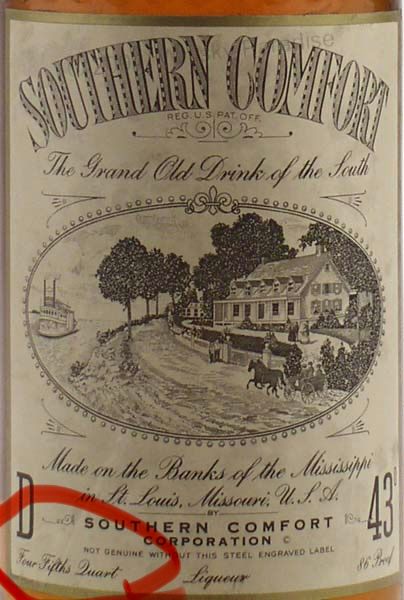 SOUTHERN COMFORT
REG. U.S. PAT. OFF.
The Grand Old Drink of the South
Made on the Banks of the Mississippi
in St. Louis, Missouri, U.S.A.
BY
D SOUTHERN COMFORT 43°
CORPORATION ©
NOT GENUINE WITHOUT THIS STEEL ENGRAVED LABEL
Four Fifths Quart Liqueur 86 Proof